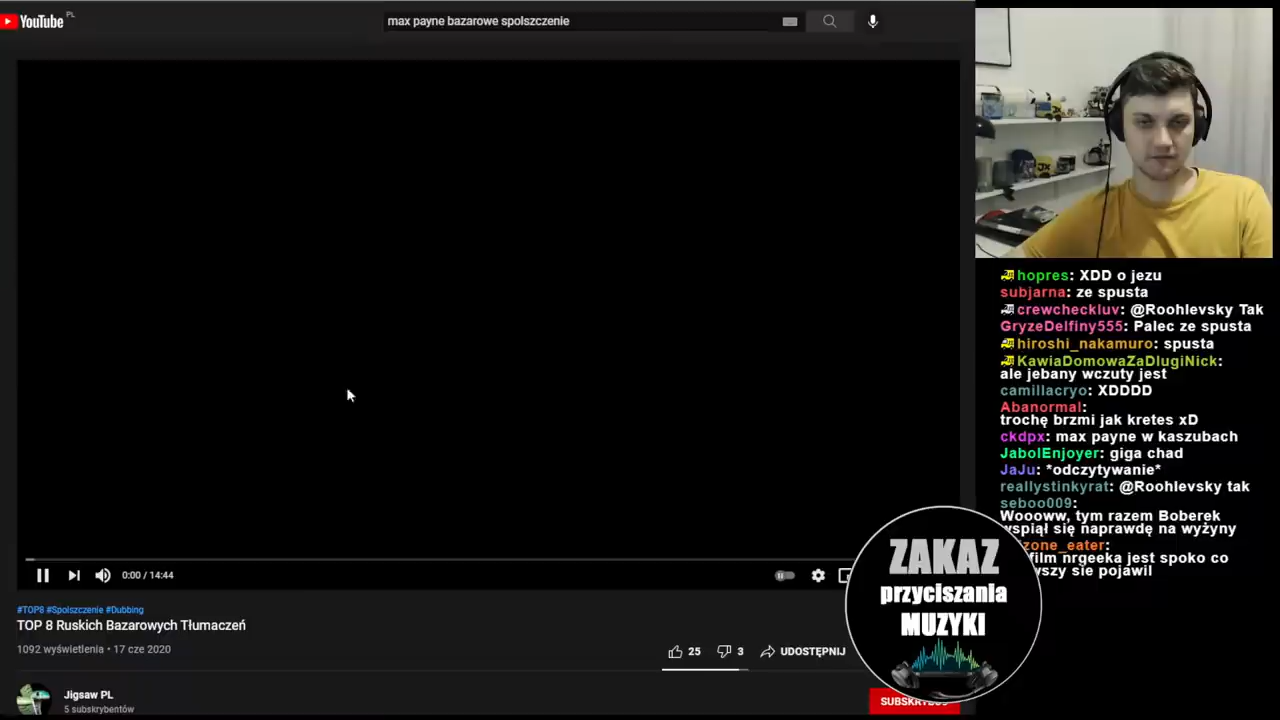 YouTube PL
max payne bazarowe spolszczenie
0:00 / 14:44
#TOP8 #Spolszczenie #Dubbing
TOP 8 Ruskich Bazarowych Tłumaczeń
1092 wyświetlenia • 17 cze 2020
25
3
UDOSTĘPNIJ
Jigsaw PL
5 subskrybentów
ZAKAZ
przyciszania
MUZYKI
hopres: XDD o jezu
subjarna: ze spusta
crewcheckluv: @Roohlevsky Tak
GryzeDelfiny555: Palec ze spusta
hiroshi_nakamuro: spusta
KawiaDomowaZaDlugiNick:
ale jebany wczuty jest
camillacryo: XDDDD
Abanormal:
trochę brzmi jak kretes xD
ckdpx: max payne w kaszubach
JabolEnjoyer: giga chad
JaJu: *odczytywanie*
reallystinkyrat: @Roohlevsky tak
seboo009:
Woooww, tym razem Boberek
wspiął się naprawdę na wyżyny
zone_eater:
film nrgeeka jest spoko co
wszy sie pojawil